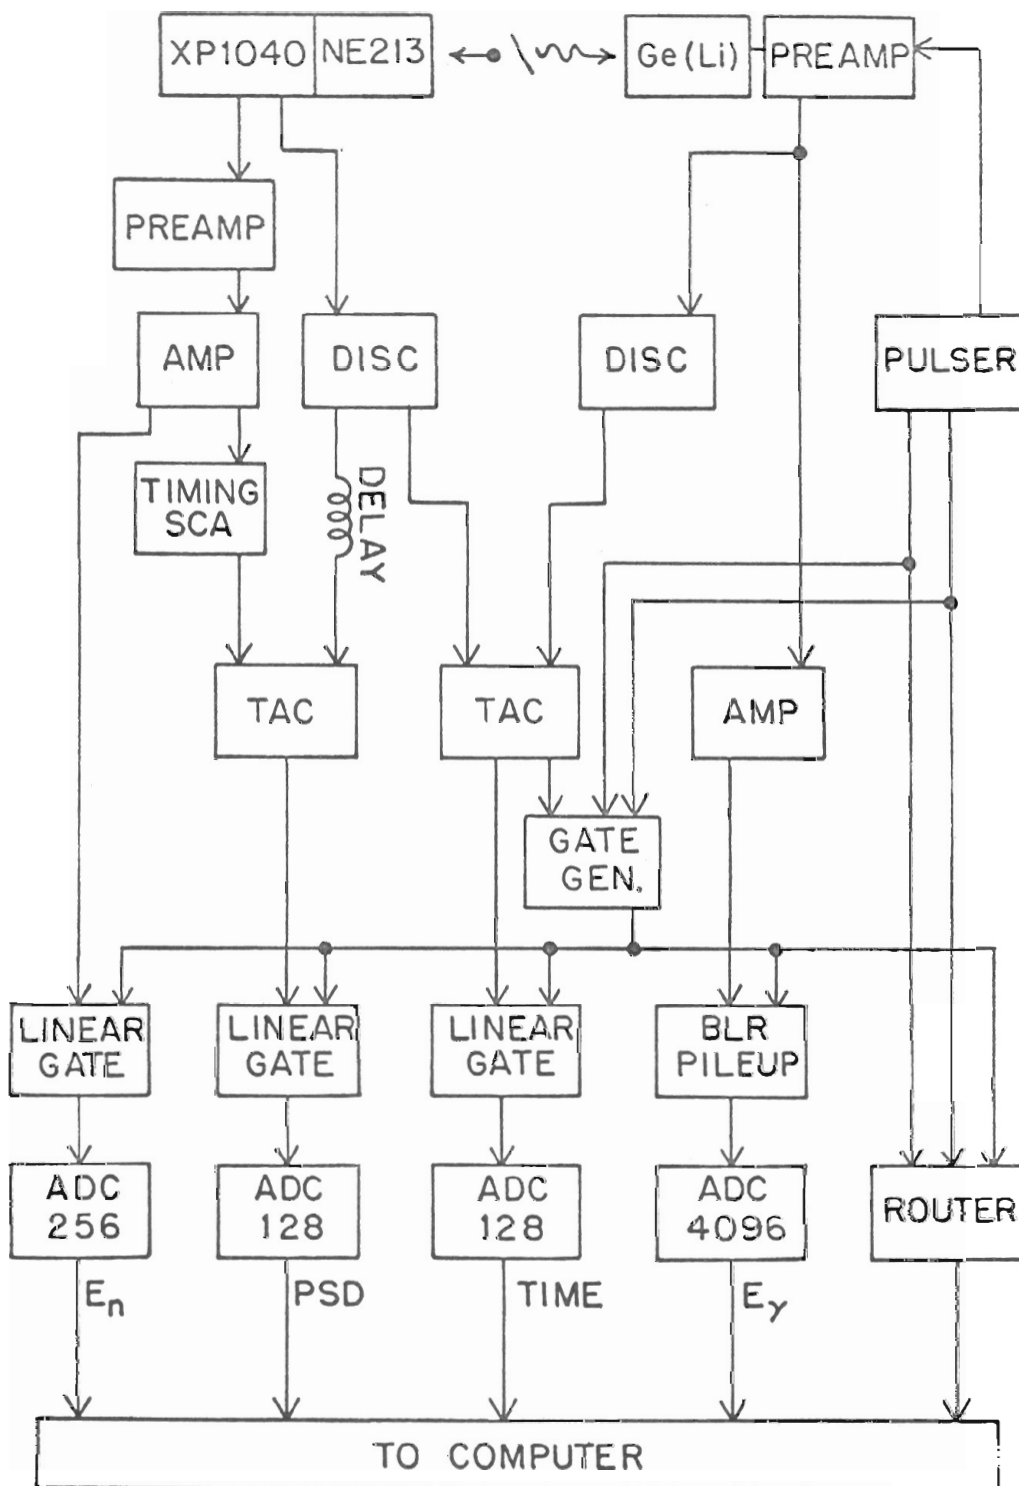 XP1040 NE213 Ge(Li) PREAMP
PREAMP
AMP DISC DISC PULSER
TIMING
SCA
DELAY
TAC TAC AMP
GATE
GEN.
LINEAR
GATE
LINEAR
GATE
LINEAR
GATE
BLR
PILEUP
ADC
256
ADC
128
ADC
128
ADC
4096
ROUTER
En PSD TIME Eγ
TO COMPUTER